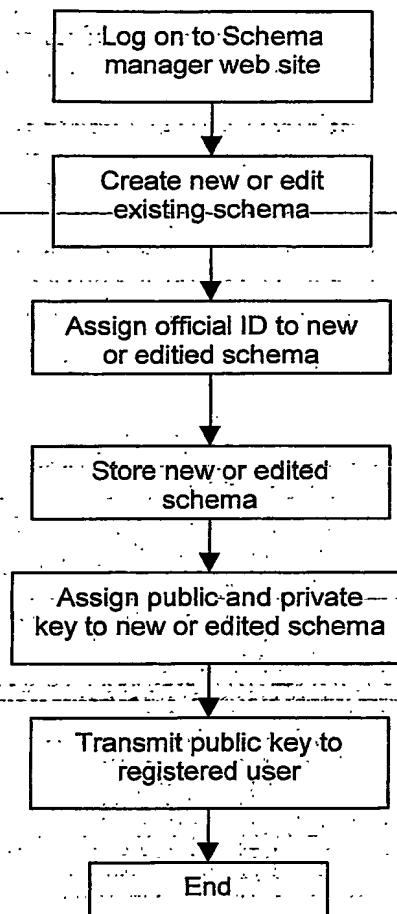 Log on to Schema
manager web site
Create new or edit
existing schema
Assign official ID to new
or editied schema
Store new or edited
schema
Assign public and private
key to new or edited schema
Transmit public key to
registered user
End